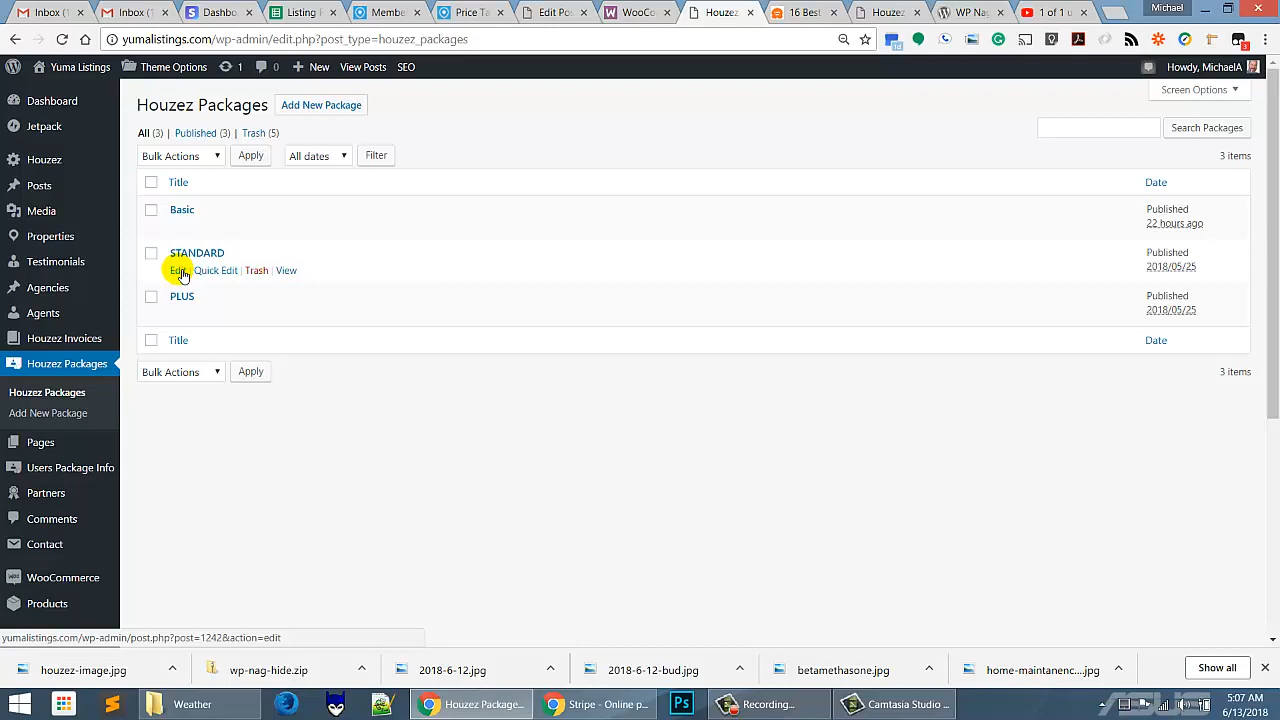 Inbox (1
Inbox (1
Dashbo
Listing F
Membe
Price Ta
Edit Po
WooCo
Houzez
16 Best
Houzez
WP Nag
1 of 1 u
Michael
yumalistings.com/wp-admin/edit.php?post_type=houzez_packages
Yuma Listings
Theme Options
1
0
New
View Posts
SEO
Howdy, MichaelA
Dashboard
Jetpack
Houzez
Posts
Media
Properties
Testimonials
Agencies
Agents
Houzez Invoices
Houzez Packages
Houzez Packages
Add New Package
Pages
Users Package Info
Partners
Comments
Contact
WooCommerce
Products
Houzez Packages
Add New Package
Screen Options
All (3) | Published (3) | Trash (5)
Search Packages
Bulk Actions
Apply
All dates
Filter
3 items
Title
Date
Basic
Published
22 hours ago
STANDARD
Edit | Quick Edit | Trash | View
Published
2018/05/25
PLUS
Published
2018/05/25
Title
Date
Bulk Actions
Apply
3 items
yumalistings.com/wp-admin/post.php?post=1242&action=edit
houzez-image.jpg
wp-nag-hide.zip
2018-6-12.jpg
2018-6-12-bud.jpg
betamethasone.jpg
home-maintanenc....jpg
Show all
Weather
Houzez Package...
Stripe - Online p...
Ps
Recording...
Camtasia Studio ...
ASUS
5:07 AM
6/13/2018